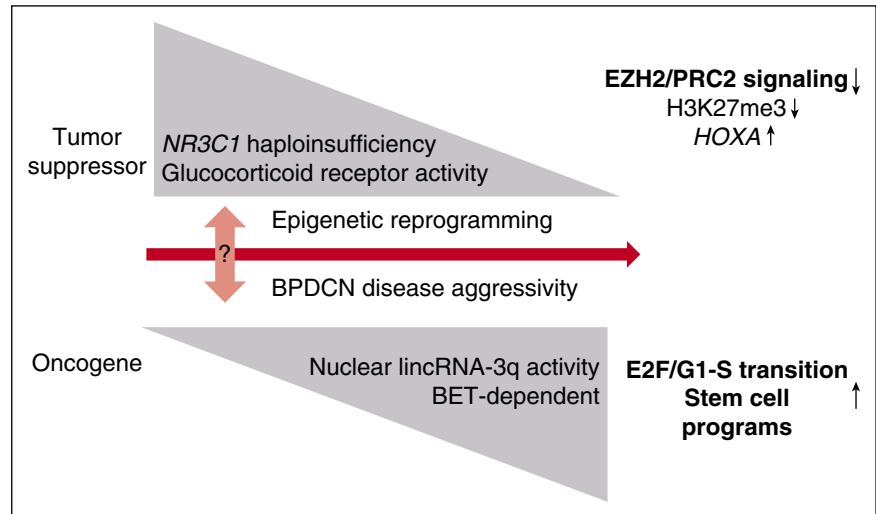 EZH2/PRC2 signaling↓
H3K27me3↓
HOXA↑
Tumor
suppressor
NR3C1 haploinsufficiency
Glucocorticoid receptor activity
Epigenetic reprogramming
?
BPDCN disease aggressivity
Oncogene
Nuclear lincRNA-3q activity
BET-dependent
E2F/G1-S transition
Stem cell ↑
programs